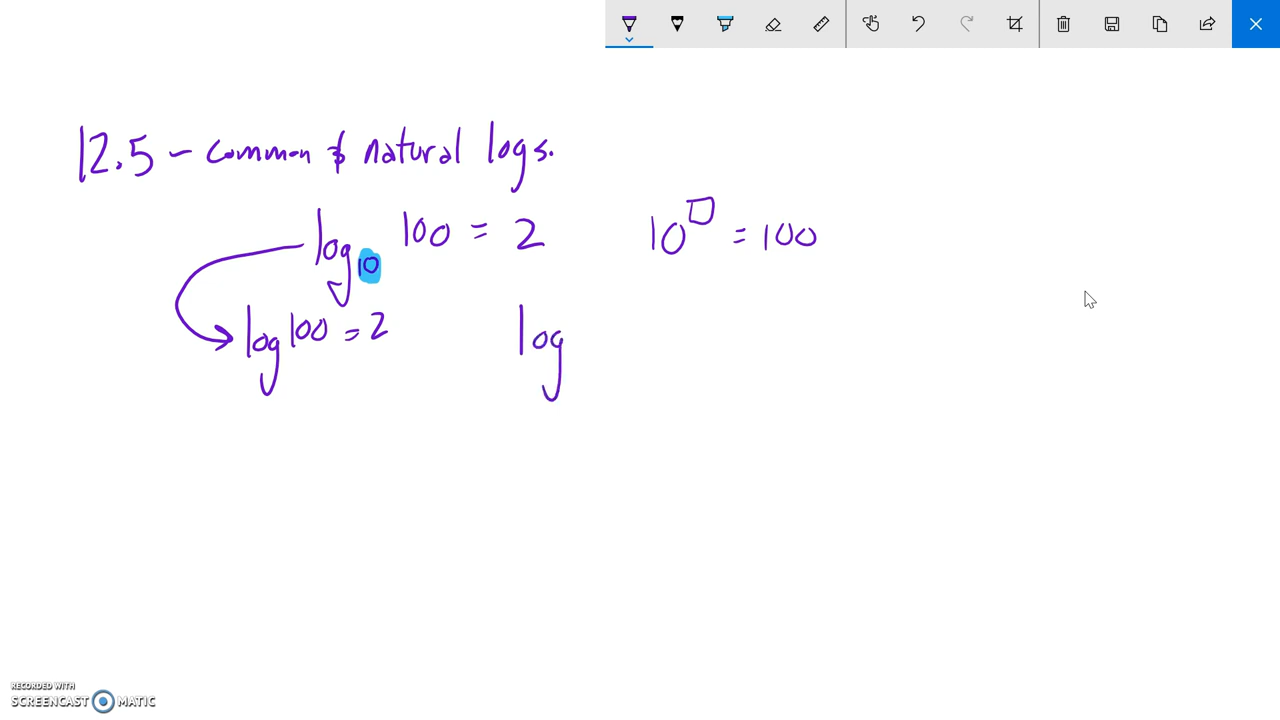 12.5 – common & natural logs.
log₁₀ 100 = 2   10^□ = 100
log 100 = 2   log
RECORDED WITH
SCREENCAST MATIC